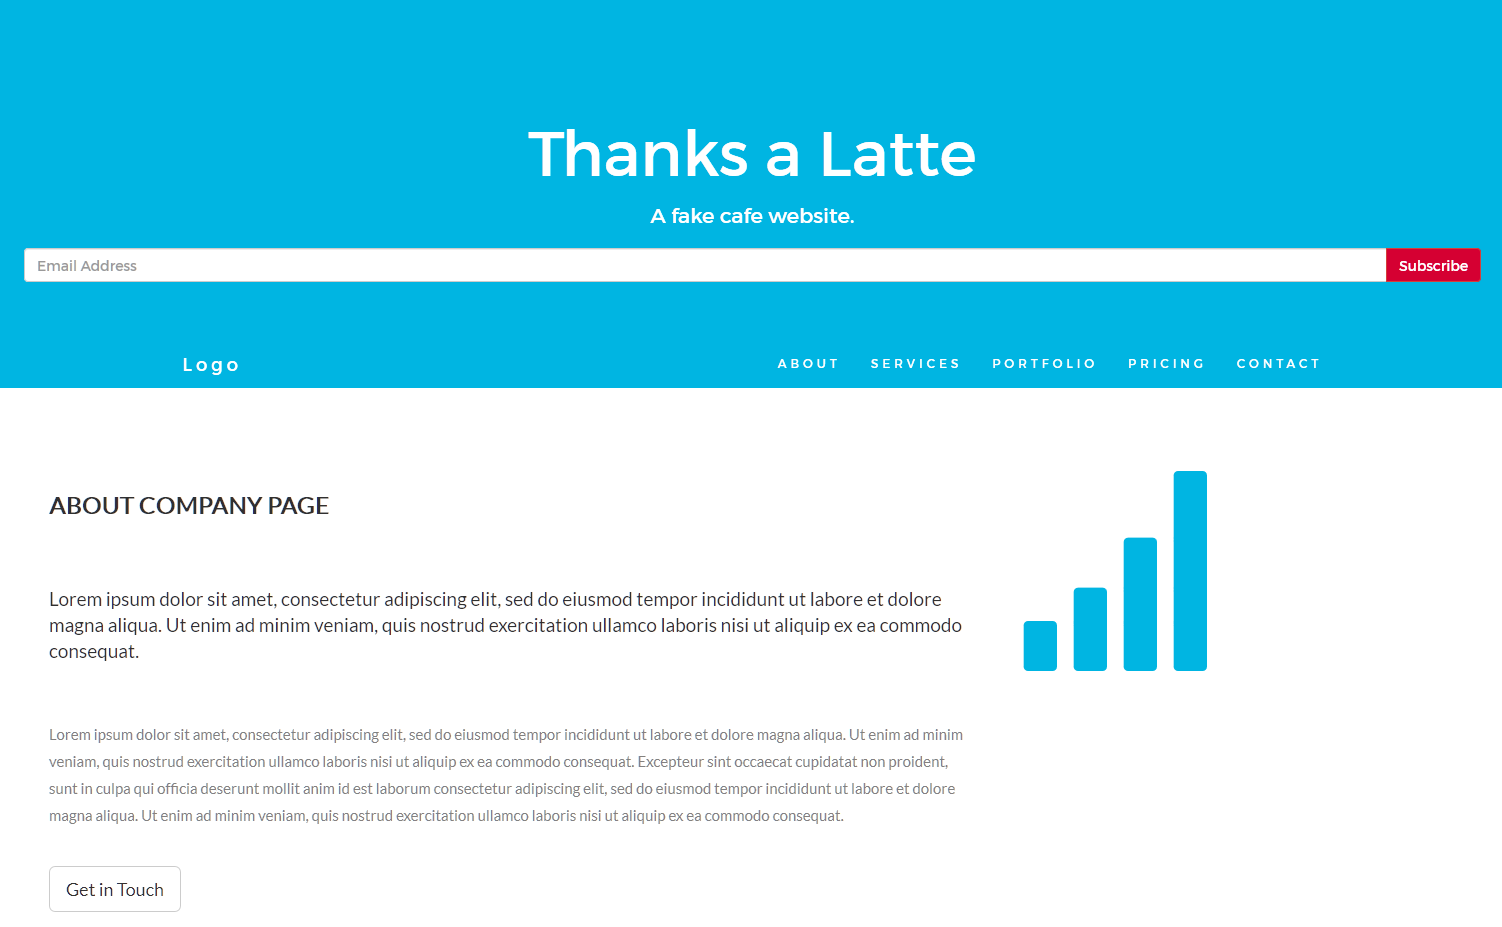 Thanks a Latte
A fake cafe website.
Email Address
Subscribe
Logo
ABOUT
SERVICES
PORTFOLIO
PRICING
CONTACT
ABOUT COMPANY PAGE
Lorem ipsum dolor sit amet, consectetur adipiscing elit, sed do eiusmod tempor incididunt ut labore et dolore
magna aliqua. Ut enim ad minim veniam, quis nostrud exercitation ullamco laboris nisi ut aliquip ex ea commodo
consequat.
Lorem ipsum dolor sit amet, consectetur adipiscing elit, sed do eiusmod tempor incididunt ut labore et dolore magna aliqua. Ut enim ad minim
veniam, quis nostrud exercitation ullamco laboris nisi ut aliquip ex ea commodo consequat. Excepteur sint occaecat cupidatat non proident,
sunt in culpa qui officia deserunt mollit anim id est laborum consectetur adipiscing elit, sed do eiusmod tempor incididunt ut labore et dolore
magna aliqua. Ut enim ad minim veniam, quis nostrud exercitation ullamco laboris nisi ut aliquip ex ea commodo consequat.
Get in Touch